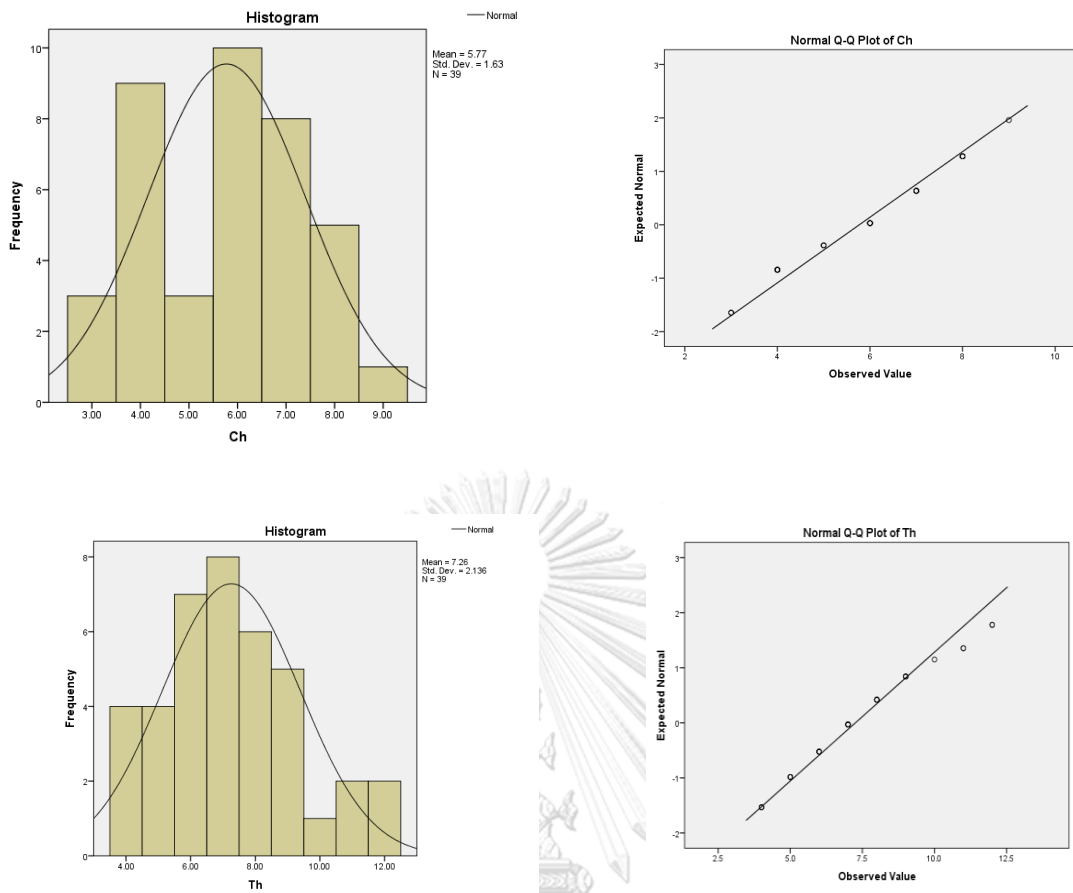 Histogram
Normal
Mean = 5.77
Std. Dev. = 1.63
N = 39
10
8
6
4
2
0
Frequency
3.00 4.00 5.00 6.00 7.00 8.00 9.00
Ch
Normal Q-Q Plot of Ch
3
2
1
0
-1
-2
Expected Normal
2 4 6 8 10
Observed Value
Histogram
Normal
Mean = 7.26
Std. Dev. = 2.136
N = 39
8
6
4
2
0
Frequency
4.00 6.00 8.00 10.00 12.00
Th
Normal Q-Q Plot of Th
3
2
1
0
-1
-2
Expected Normal
2.5 5.0 7.5 10.0 12.5
Observed Value